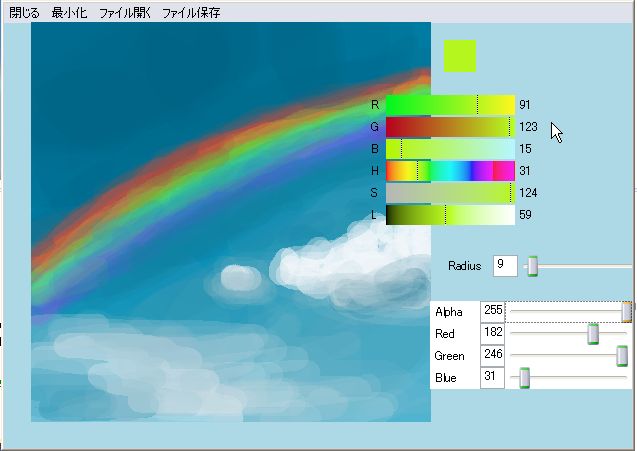 閉じる 最小化 ファイル開く ファイル保存
R 91
G 123
B 15
H 31
S 124
L 59
Radius 9
Alpha 255
Red 182
Green 246
Blue 31